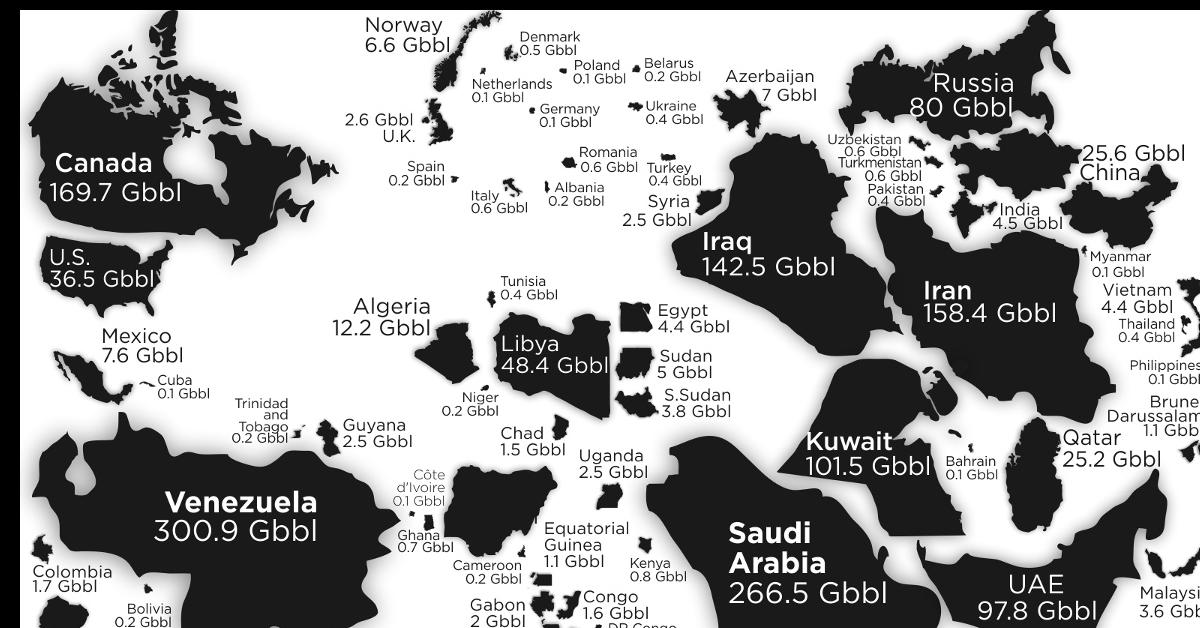 Canada
169.7 Gbbl
U.S.
36.5 Gbbl
Mexico
7.6 Gbbl
Cuba
0.1 Gbbl
Trinidad
and
Tobago
0.2 Gbbl
Guyana
2.5 Gbbl
Venezuela
300.9 Gbbl
Colombia
1.7 Gbbl
Bolivia
0.2 Gbbl
Norway
6.6 Gbbl
Denmark
0.5 Gbbl
Netherlands
0.1 Gbbl
Poland
0.1 Gbbl
Belarus
0.2 Gbbl
2.6 Gbbl
U.K.
Germany
0.1 Gbbl
Ukraine
0.4 Gbbl
Azerbaijan
7 Gbbl
Spain
0.2 Gbbl
Italy
0.6 Gbbl
Romania
0.6 Gbbl
Albania
0.2 Gbbl
Turkey
0.4 Gbbl
Syria
2.5 Gbbl
Russia
80 Gbbl
Uzbekistan
0.6 Gbbl
Turkmenistan
0.6 Gbbl
Pakistan
0.4 Gbbl
25.6 Gbbl
China
India
4.5 Gbbl
Myanmar
0.1 Gbbl
Vietnam
4.4 Gbbl
Thailand
0.4 Gbbl
Philippines
0.1 Gbbl
Brune
Darussalam
1.1 Gbb
Iraq
142.5 Gbbl
Iran
158.4 Gbbl
Tunisia
0.4 Gbbl
Algeria
12.2 Gbbl
Libya
48.4 Gbbl
Egypt
4.4 Gbbl
Sudan
5 Gbbl
S.Sudan
3.8 Gbbl
Niger
0.2 Gbbl
Chad
1.5 Gbbl
Uganda
2.5 Gbbl
Côte
d'Ivoire
0.1 Gbbl
Ghana
0.7 Gbbl
Cameroon
0.2 Gbbl
Equatorial
Guinea
1.1 Gbbl
Kenya
0.8 Gbbl
Gabon
2 Gbbl
Congo
1.6 Gbbl
DR Congo
Kuwait
101.5 Gbbl
Bahrain
0.1 Gbbl
Qatar
25.2 Gbbl
Saudi
Arabia
266.5 Gbbl
UAE
97.8 Gbbl
Malaysi
3.6 Gbb